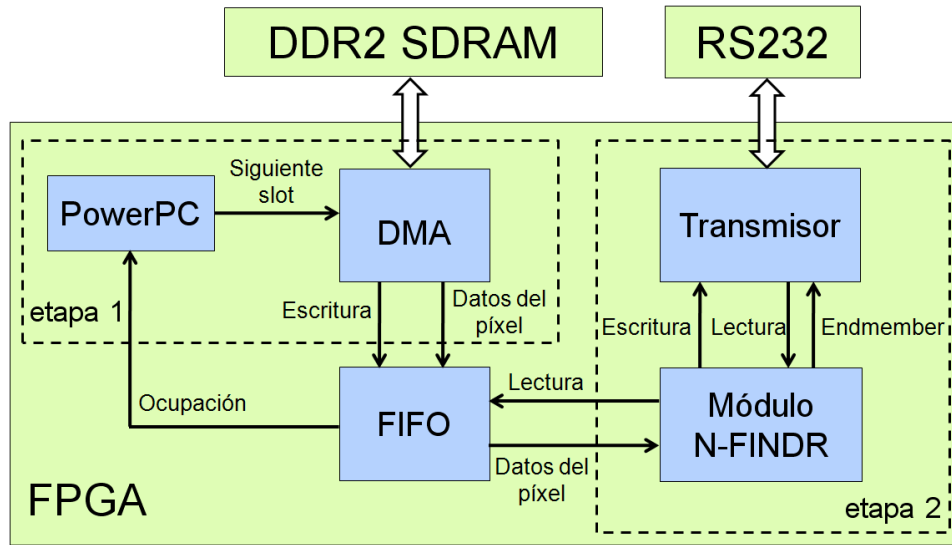 DDR2 SDRAM
RS232
Siguiente
slot
PowerPC
DMA
Transmisor
etapa 1
Escritura
Datos del
píxel
Escritura
Lectura
Endmember
Ocupación
FIFO
Lectura
Datos del
píxel
Módulo
N-FINDR
FPGA
etapa 2